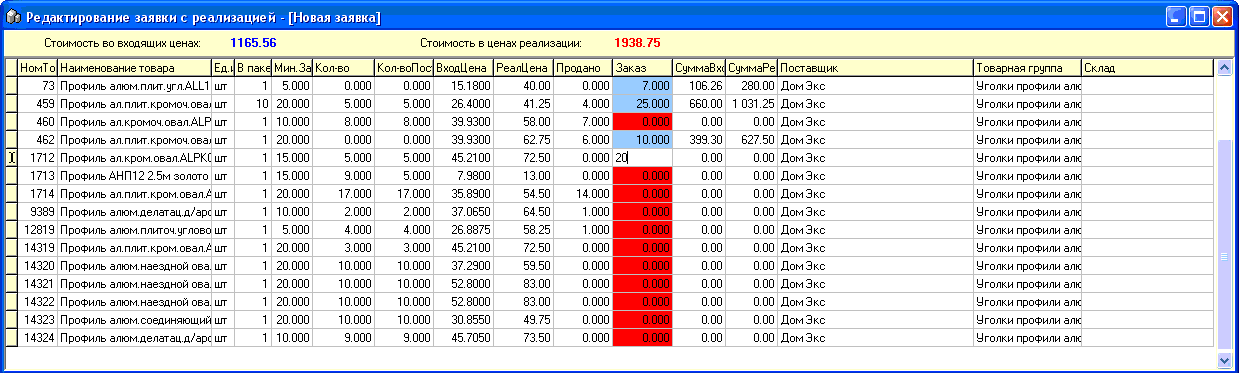 Редактирование заявки с реализацией - [Новая заявка]
Стоимость во входящих ценах: 1165.56 Стоимость в ценах реализации: 1938.75
НомТо Наименование товара Ед.и В паке Мин.За Кол-во Кол-воПост ВходЦена РеалЦена Продано Заказ СуммаВхо СуммаРе Поставщик Товарная группа Склад
73 Профиль алюм.плит.угл.ALL1 шт 1 5.000 0.000 0.000 15.1800 40.00 0.000 7.000 106.26 280.00 Дом Экс Уголки профили алю
459 Профиль ал.плит.кромоч.овал. шт 10 20.000 5.000 5.000 26.4000 41.25 4.000 25.000 660.00 1 031.25 Дом Экс Уголки профили алю
460 Профиль ал.кромоч.овал.ALP шт 1 10.000 8.000 8.000 39.9300 58.00 7.000 0.000 0.00 0.00 Дом Экс Уголки профили алю
462 Профиль ал.плит.кромоч.овал шт 1 20.000 0.000 0.000 39.9300 62.75 6.000 10.000 399.30 627.50 Дом Экс Уголки профили алю
1712 Профиль ал.кром.овал.ALPKO шт 1 15.000 5.000 5.000 45.2100 72.50 0.000 20 0.00 0.00 Дом Экс Уголки профили алю
1713 Профиль АНП12 2.5м золото шт 1 15.000 9.000 5.000 7.9800 13.00 0.000 0.000 0.00 0.00 Дом Экс Уголки профили алю
1714 Профиль ал.плит.кром.овал.A шт 1 20.000 17.000 17.000 35.8900 54.50 14.000 0.000 0.00 0.00 Дом Экс Уголки профили алю
9389 Профиль алюм.делатац.д/арс шт 1 10.000 2.000 2.000 37.0650 64.50 1.000 0.000 0.00 0.00 Дом Экс Уголки профили алю
12819 Профиль алюм.плиточ.углово шт 1 5.000 4.000 4.000 26.8875 58.25 1.000 0.000 0.00 0.00 Дом Экс Уголки профили алю
14319 Профиль ал.плит.кром.овал.A шт 1 20.000 3.000 3.000 45.2100 72.50 0.000 0.000 0.00 0.00 Дом Экс Уголки профили алю
14320 Профиль алюм.наездной ова. шт 1 20.000 10.000 10.000 37.2900 59.50 0.000 0.000 0.00 0.00 Дом Экс Уголки профили алю
14321 Профиль алюм.наездной ова. шт 1 20.000 10.000 10.000 52.8000 83.00 0.000 0.000 0.00 0.00 Дом Экс Уголки профили алю
14322 Профиль алюм.наездной ова. шт 1 20.000 10.000 10.000 52.8000 83.00 0.000 0.000 0.00 0.00 Дом Экс Уголки профили алю
14323 Профиль алюм.соединяющий шт 1 20.000 10.000 10.000 30.8550 49.75 0.000 0.000 0.00 0.00 Дом Экс Уголки профили алю
14324 Профиль алюм.делатац.д/арс шт 1 10.000 9.000 9.000 45.7050 73.50 0.000 0.000 0.00 0.00 Дом Экс Уголки профили алю